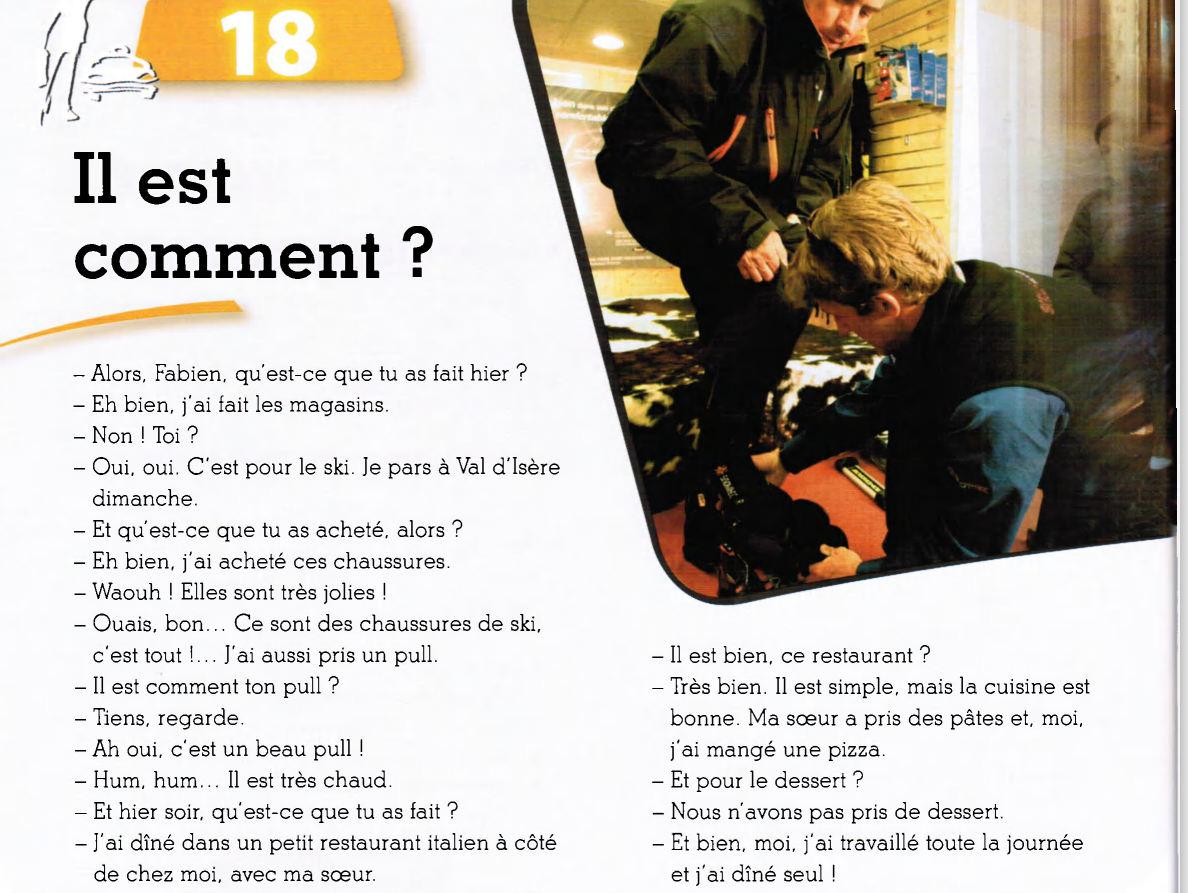 18
Il est
comment ?
– Alors, Fabien, qu'est-ce que tu as fait hier ?
– Eh bien, j'ai fait les magasins.
– Non ! Toi ?
– Oui, oui. C'est pour le ski. Je pars à Val d'Isère
dimanche.
– Et qu'est-ce que tu as acheté, alors ?
– Eh bien, j'ai acheté ces chaussures.
– Waouh ! Elles sont très jolies !
– Ouais, bon... Ce sont des chaussures de ski,
c'est tout !... J'ai aussi pris un pull.
– Il est comment ton pull ?
– Tiens, regarde.
– Ah oui, c'est un beau pull !
– Hum, hum... Il est très chaud.
– Et hier soir, qu'est-ce que tu as fait ?
– J'ai dîné dans un petit restaurant italien à côté
de chez moi, avec ma sœur.
– Il est bien, ce restaurant ?
– Très bien. Il est simple, mais la cuisine est
bonne. Ma sœur a pris des pâtes et, moi,
j'ai mangé une pizza.
– Et pour le dessert ?
– Nous n'avons pas pris de dessert.
– Et bien, moi, j'ai travaillé toute la journée
et j'ai dîné seul !